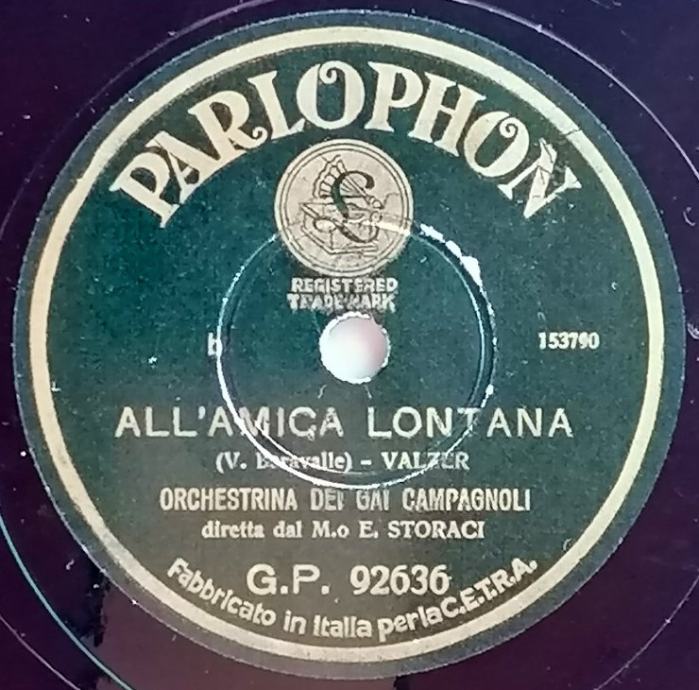 PARLOPHON
£
REGISTERED
TRADE MARK
b
153790
ALL'AMICA LONTANA
(V. Baravalle) - VALZER
ORCHESTRINA DEI GAI CAMPAGNOLI
diretta dal M.o E. STORACI
G.P. 92636
Fabbricato in Italia per la C.E.T.R.A.